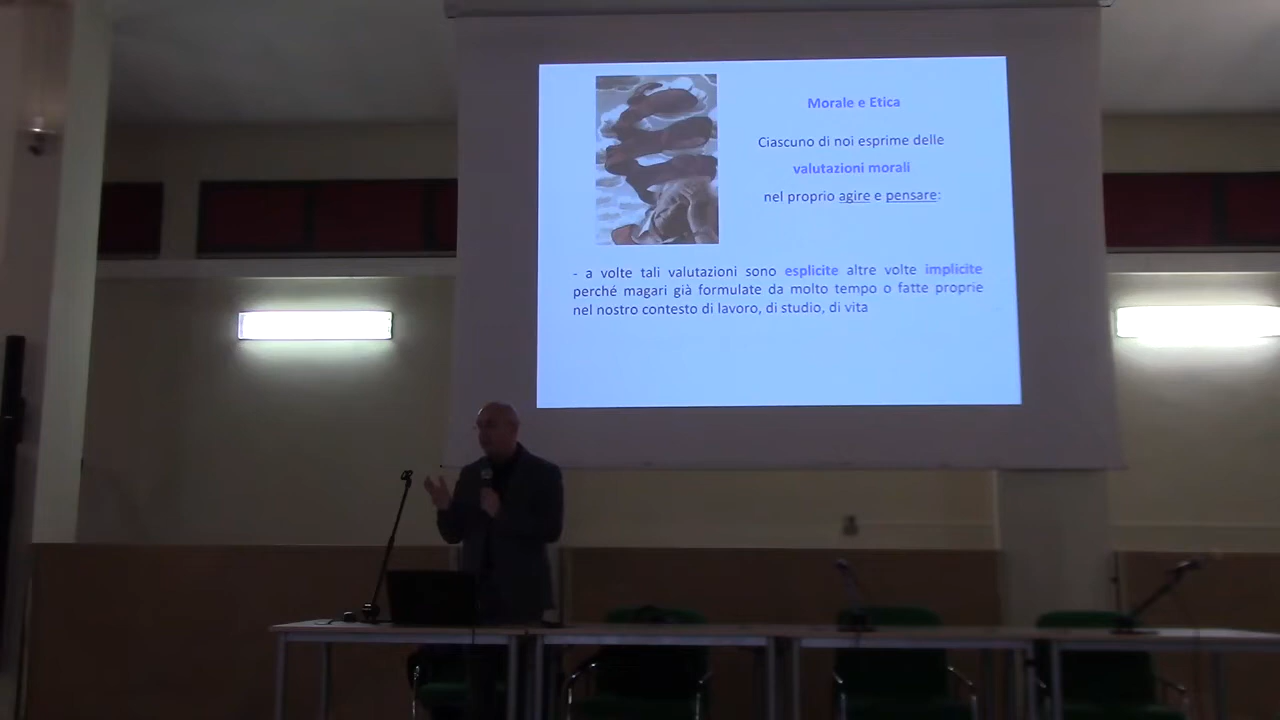 Morale e Etica
Ciascuno di noi esprime delle
valutazioni morali
nel proprio agire e pensare:
- a volte tali valutazioni sono esplicite altre volte implicite
perché magari già formulate da molto tempo o fatte proprie
nel nostro contesto di lavoro, di studio, di vita